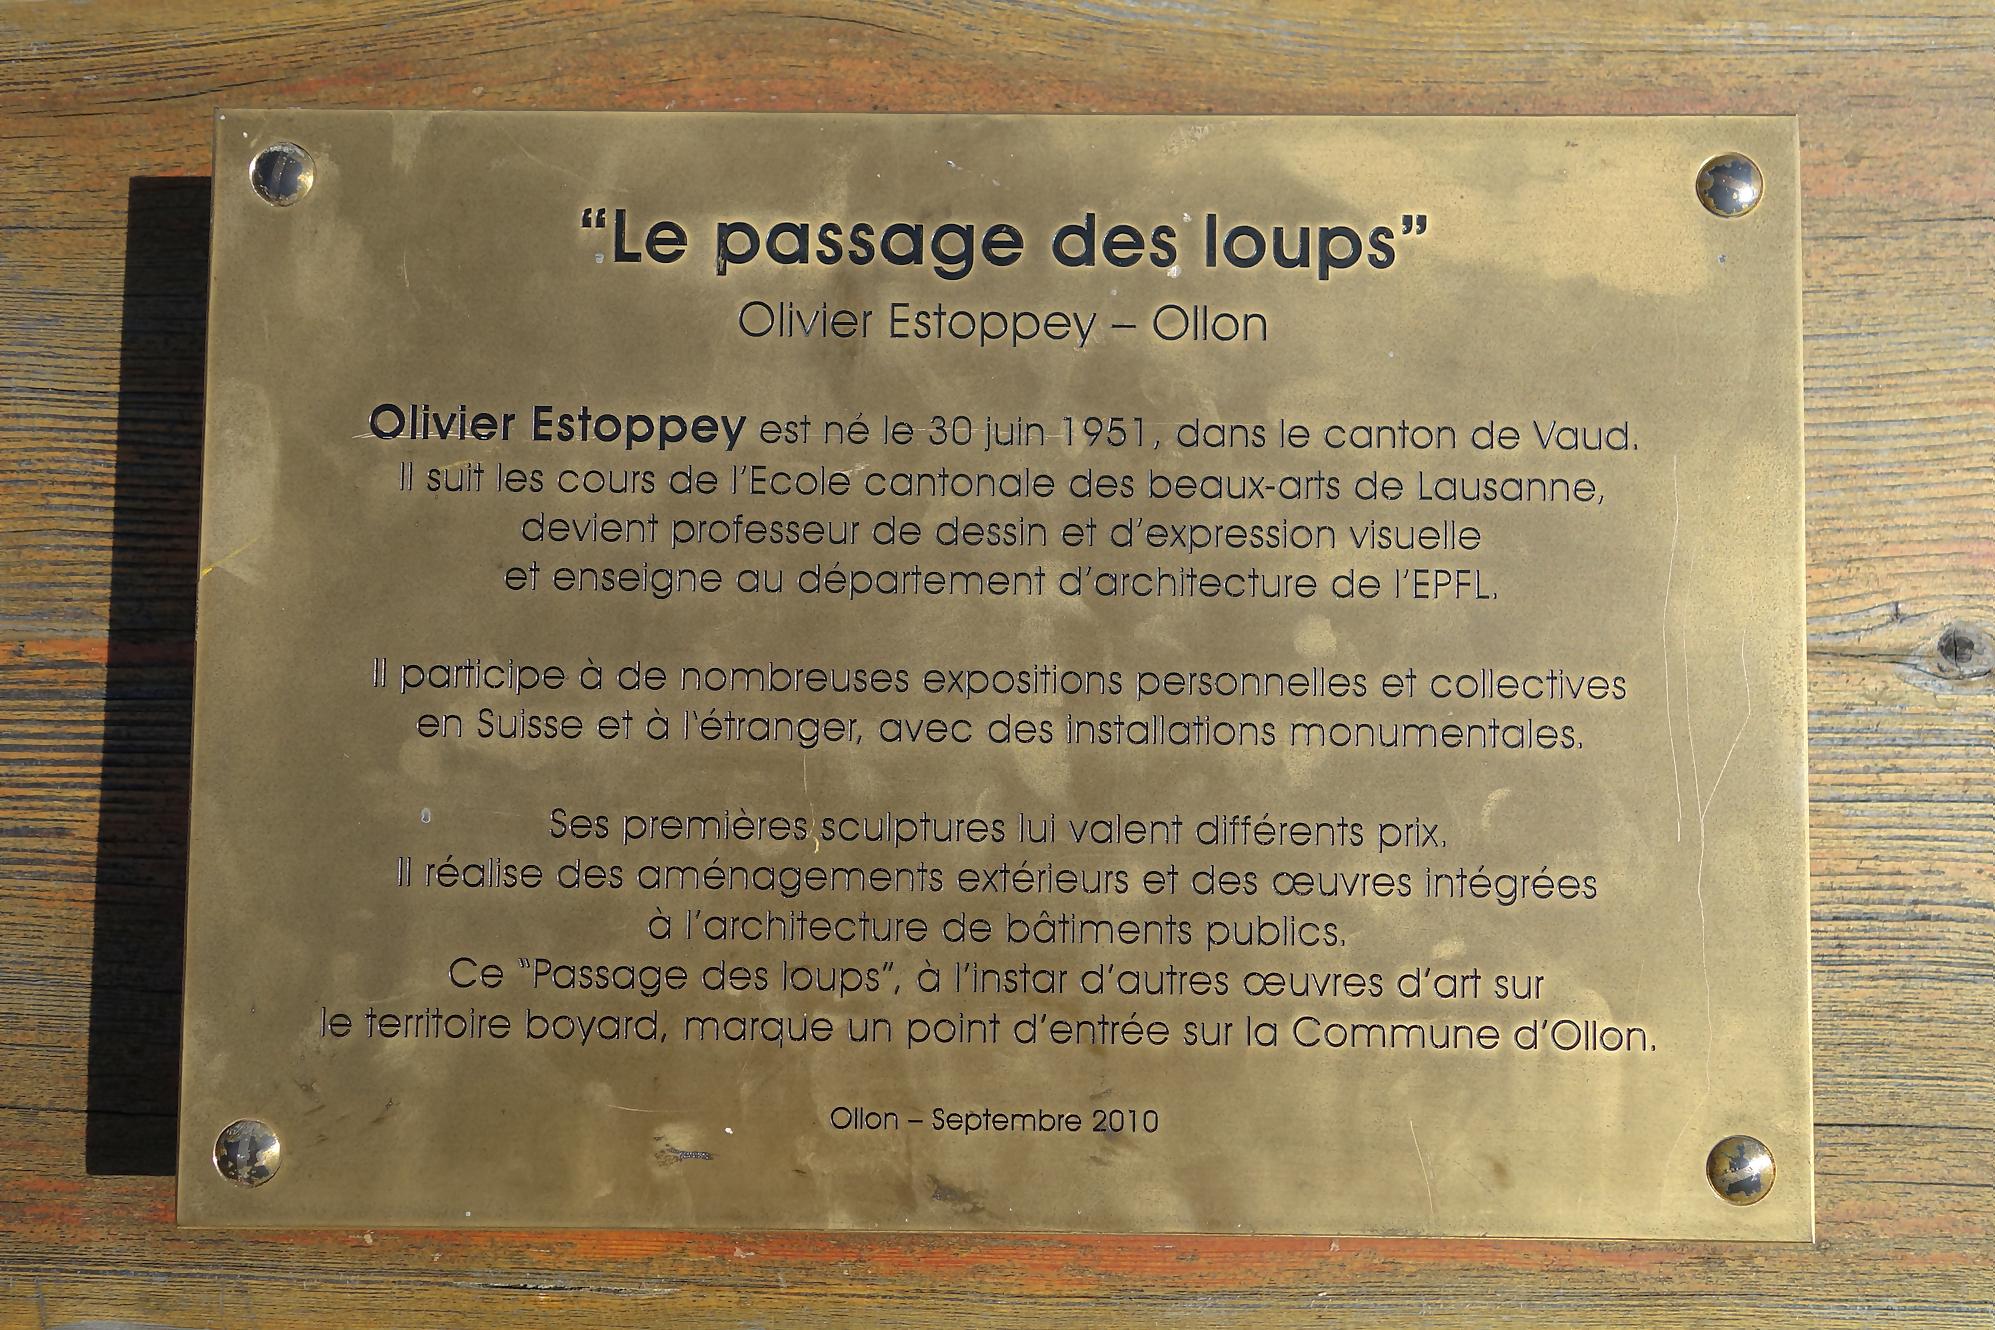 “Le passage des loups”
Olivier Estoppey – Ollon
Olivier Estoppey est né le 30 juin 1951, dans le canton de Vaud.
Il suit les cours de l’Ecole cantonale des beaux-arts de Lausanne,
devient professeur de dessin et d’expression visuelle
et enseigne au département d’architecture de l’EPFL.
Il participe à de nombreuses expositions personnelles et collectives
en Suisse et à l‘étranger, avec des installations monumentales.
Ses premières sculptures lui valent différents prix.
Il réalise des aménagements extérieurs et des œuvres intégrées
à l’architecture de bâtiments publics.
Ce “Passage des loups”, à l’instar d’autres œuvres d’art sur
le territoire boyard, marque un point d’entrée sur la Commune d’Ollon.
Ollon – Septembre 2010